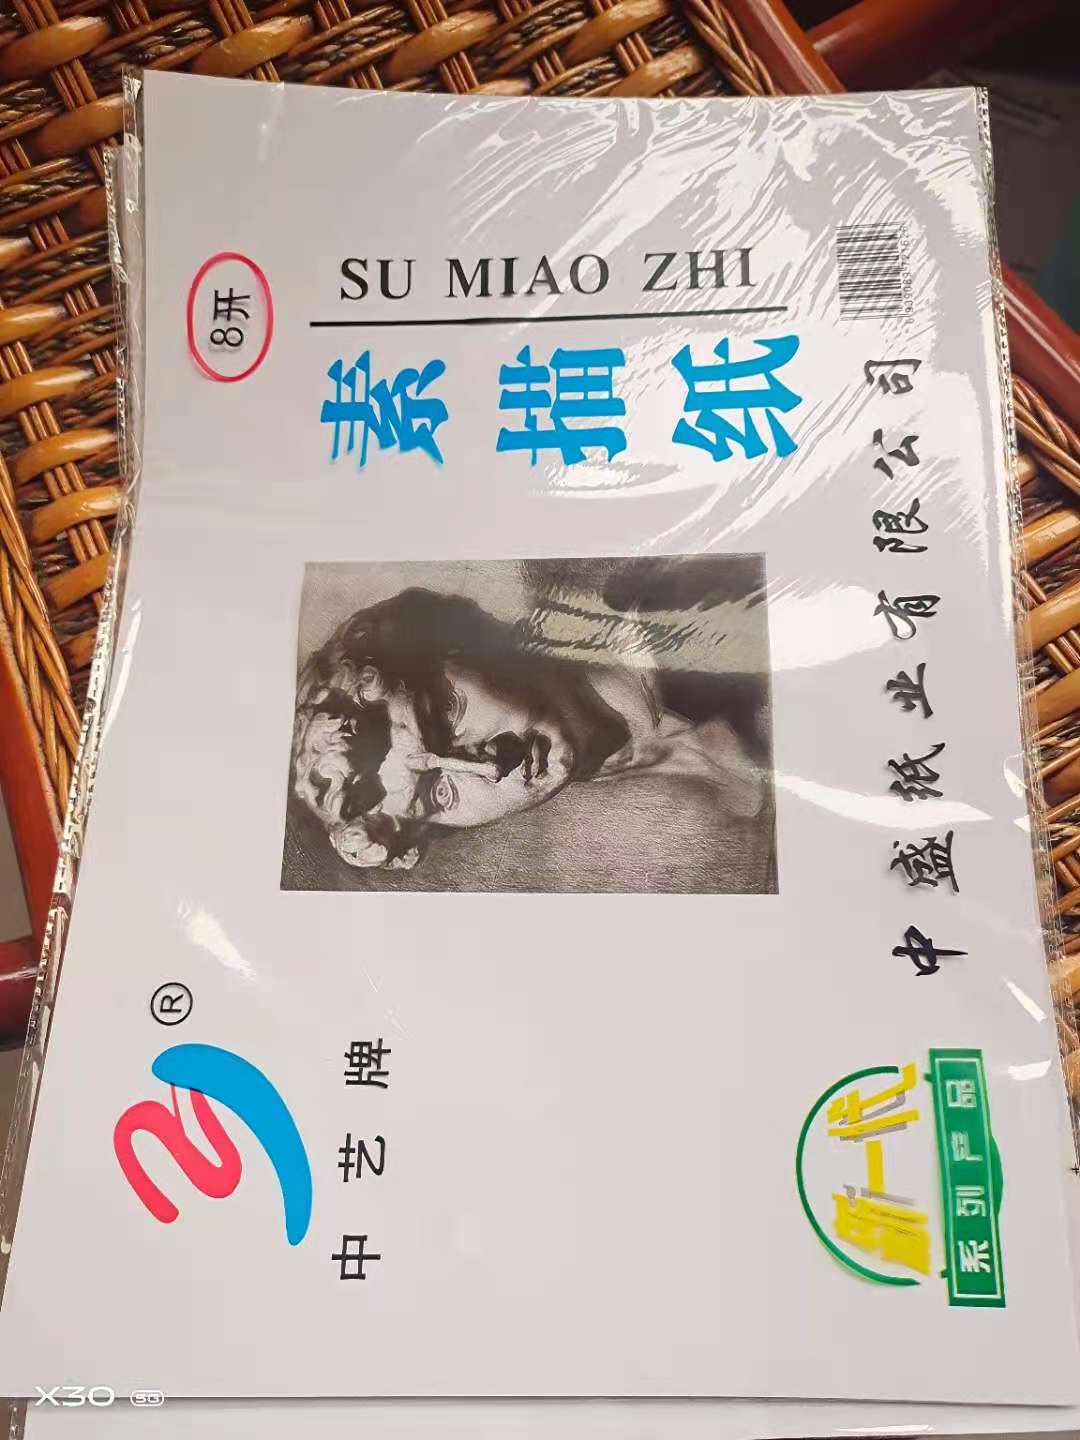 8开
SU MIAO ZHI
素描纸
®
中艺牌
中盛纸业有限公司
新一代
系列产品
X30 5G